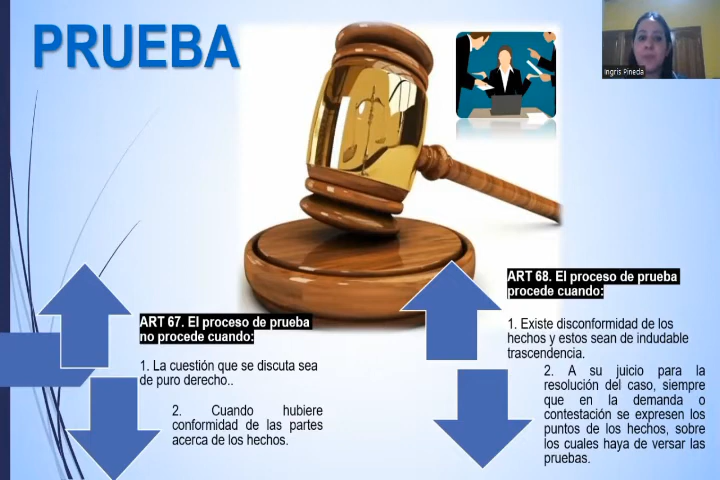 PRUEBA
Ingris Pineda
ART 67. El proceso de prueba
no procede cuando:
1. La cuestión que se discuta sea
de puro derecho..
2. Cuando hubiere
conformidad de las partes
acerca de los hechos.
ART 68. El proceso de prueba
procede cuando:
1. Existe disconformidad de los
hechos y estos sean de indudable
trascendencia.
2. A su juicio para la
resolución del caso, siempre
que en la demanda o
contestación se expresen los
puntos de los hechos, sobre
los cuales haya de versar las
pruebas.